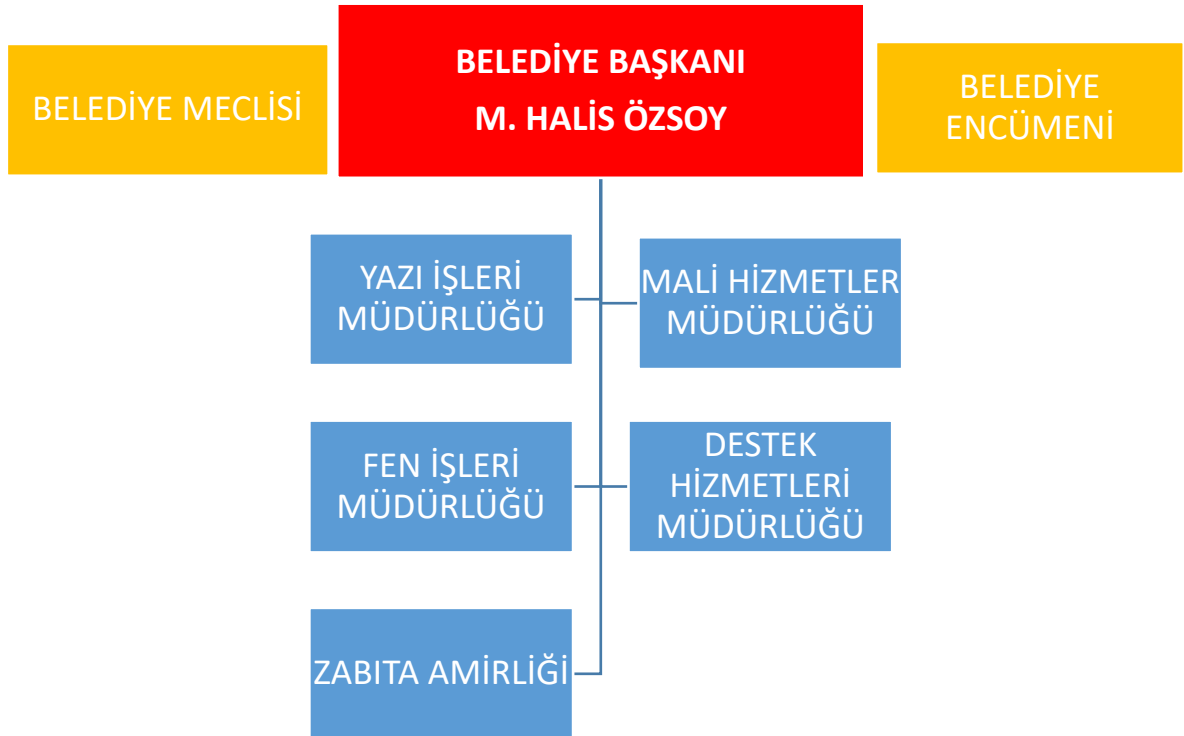 BELEDİYE MECLİSİ
BELEDİYE BAŞKANI
M. HALİS ÖZSOY
BELEDİYE
ENCÜMENİ
YAZI İŞLERİ
MÜDÜRLÜĞÜ
MALİ HİZMETLER
MÜDÜRLÜĞÜ
FEN İŞLERİ
MÜDÜRLÜĞÜ
DESTEK
HİZMETLERİ
MÜDÜRLÜĞÜ
ZABITA AMİRLİĞİ